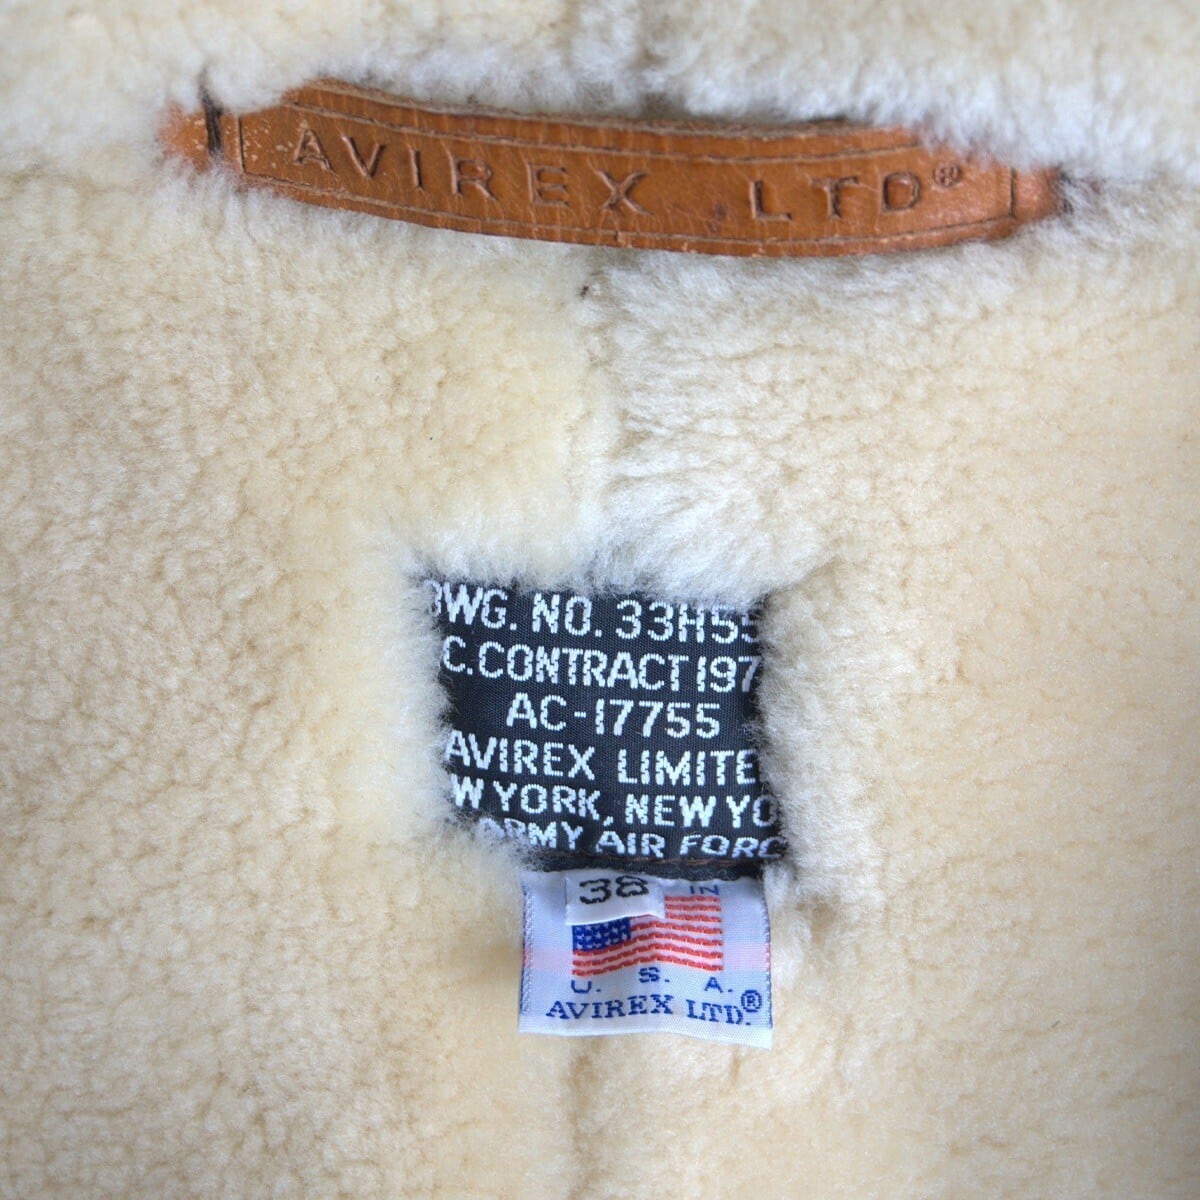 AVIREX LTD®
DWG. NO. 33H55
C. CONTRACT 197
AC-17755
AVIREX LIMITE
W YORK, NEW YO
ARMY AIR FORC
38 IN
U. S. A.
AVIREX LTD.®